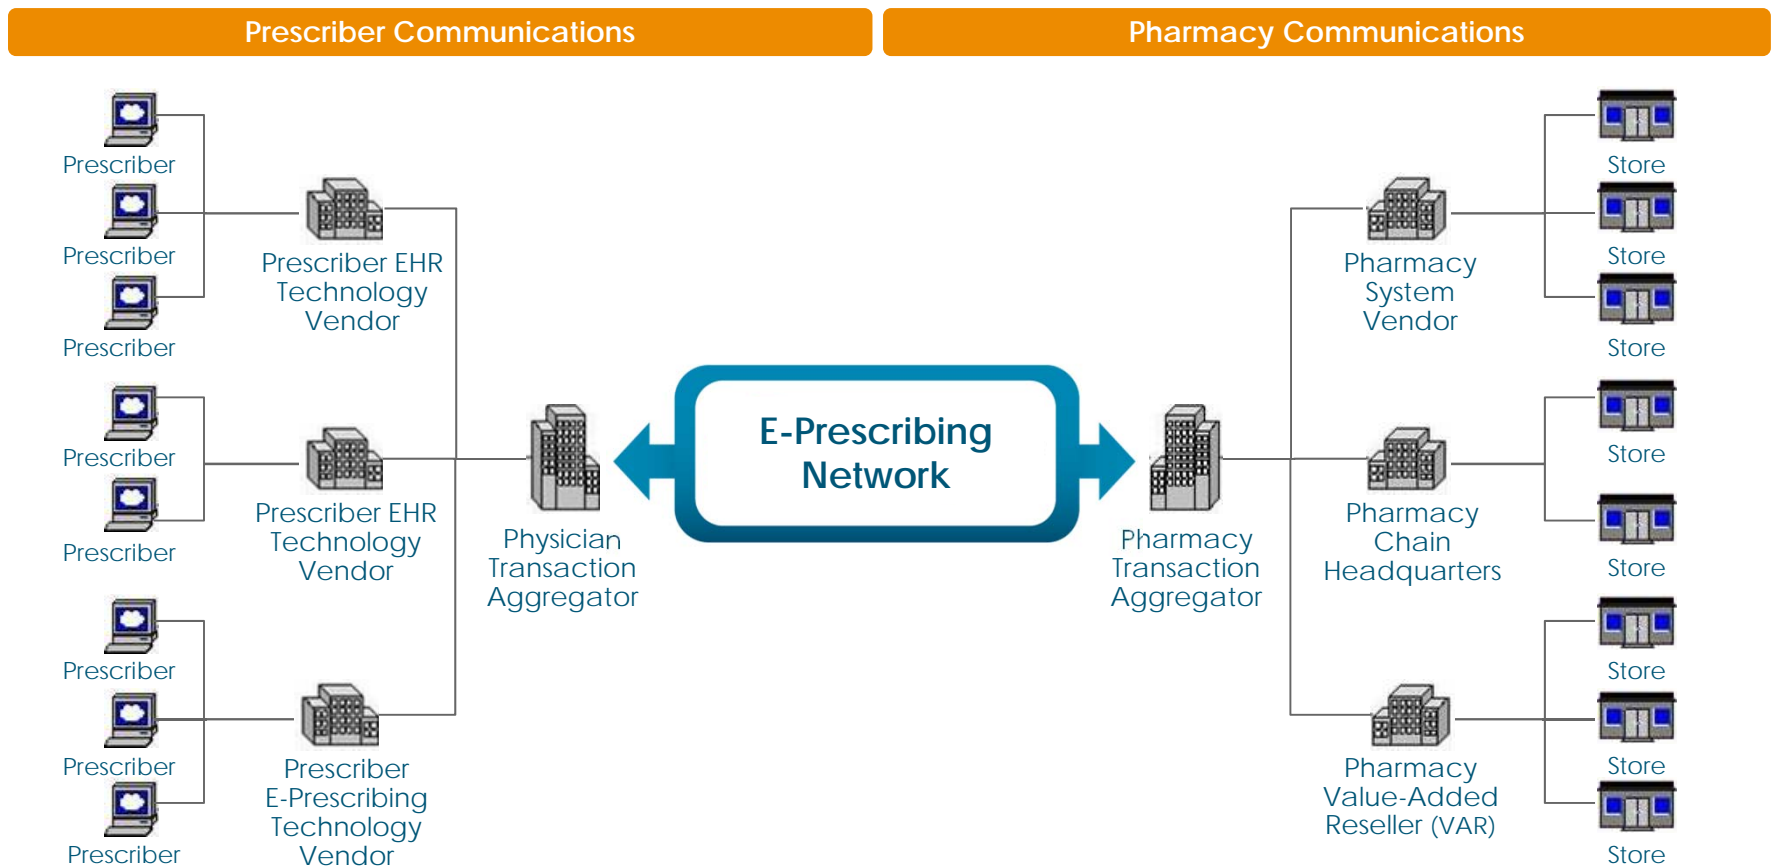 Prescriber Communications
Pharmacy Communications
Prescriber
Prescriber
Prescriber
Prescriber EHR
Technology
Vendor
Prescriber
Prescriber
Prescriber EHR
Technology
Vendor
Prescriber
Prescriber
Prescriber
Prescriber
E-Prescribing
Technology
Vendor
Physician
Transaction
Aggregator
E-Prescribing
Network
Pharmacy
Transaction
Aggregator
Pharmacy
System
Vendor
Store
Store
Store
Pharmacy
Chain
Headquarters
Store
Store
Pharmacy
Value-Added
Reseller (VAR)
Store
Store
Store